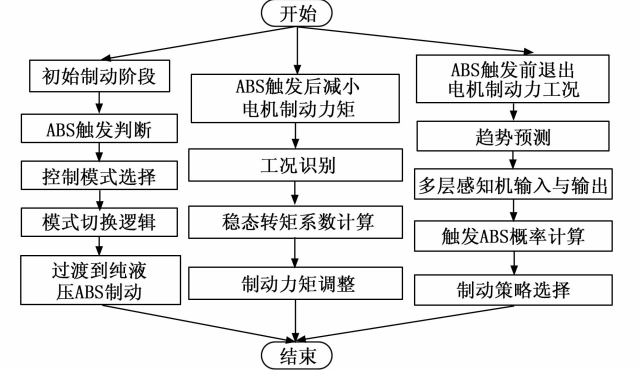 开始
初始制动阶段
ABS触发判断
控制模式选择
模式切换逻辑
过渡到纯液
压ABS制动
ABS触发后减小
电机制动力矩
工况识别
稳态转矩系数计算
制动力矩调整
ABS触发前退出
电机制动力工况
趋势预测
多层感知机输入与输出
触发ABS概率计算
制动策略选择
结束